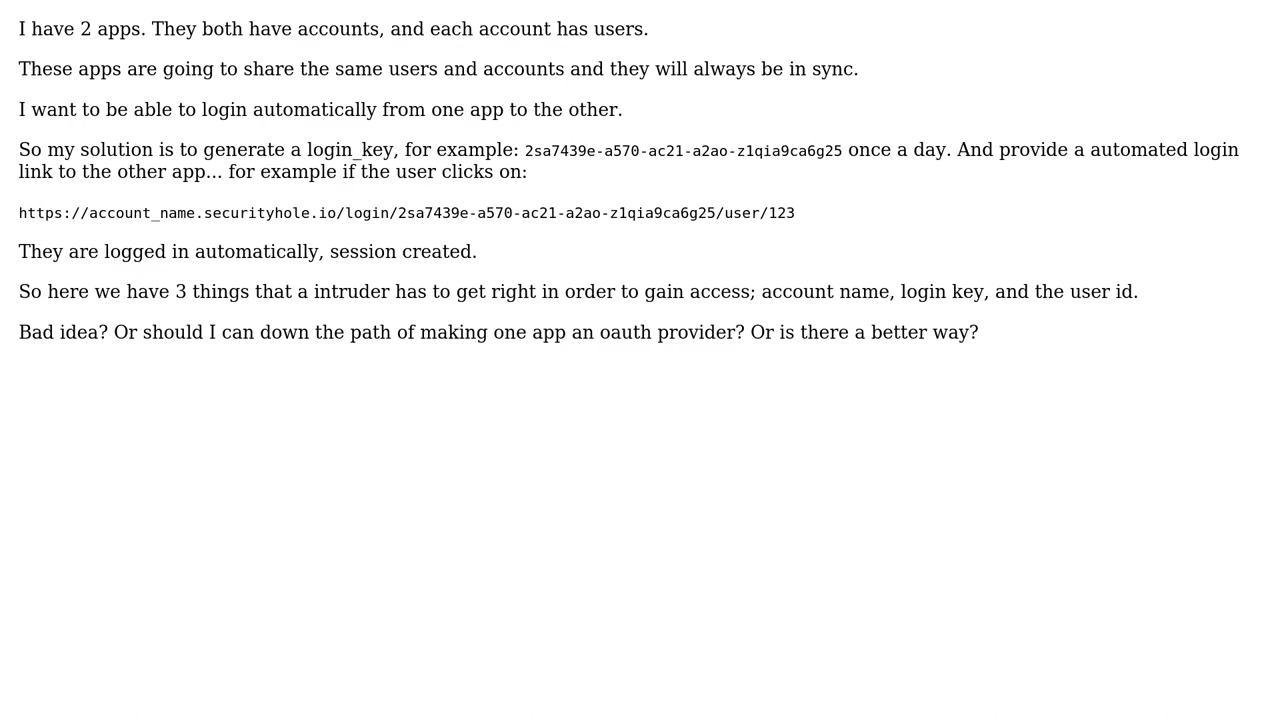 I have 2 apps. They both have accounts, and each account has users.
These apps are going to share the same users and accounts and they will always be in sync.
I want to be able to login automatically from one app to the other.
So my solution is to generate a login_key, for example: 2sa7439e-a570-ac21-a2ao-z1qia9ca6g25 once a day. And provide a automated login
link to the other app... for example if the user clicks on:
https://account_name.securityhole.io/login/2sa7439e-a570-ac21-a2ao-z1qia9ca6g25/user/123
They are logged in automatically, session created.
So here we have 3 things that a intruder has to get right in order to gain access; account name, login key, and the user id.
Bad idea? Or should I can down the path of making one app an oauth provider? Or is there a better way?